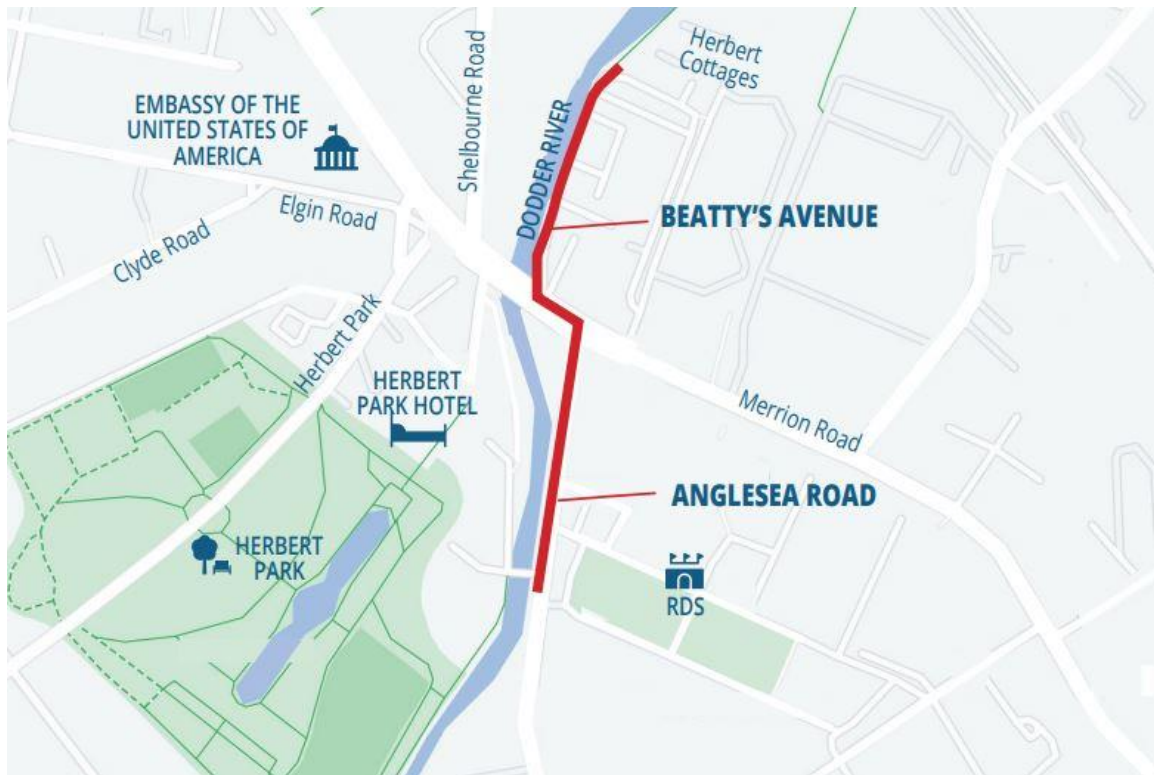 Herbert
Cottages
EMBASSY OF THE
UNITED STATES OF
AMERICA
Shelbourne Road
DODDER RIVER
Elgin Road
BEATTY'S AVENUE
Clyde Road
Herbert Park
HERBERT
PARK HOTEL
Merrion Road
ANGLESEA ROAD
HERBERT
PARK
RDS